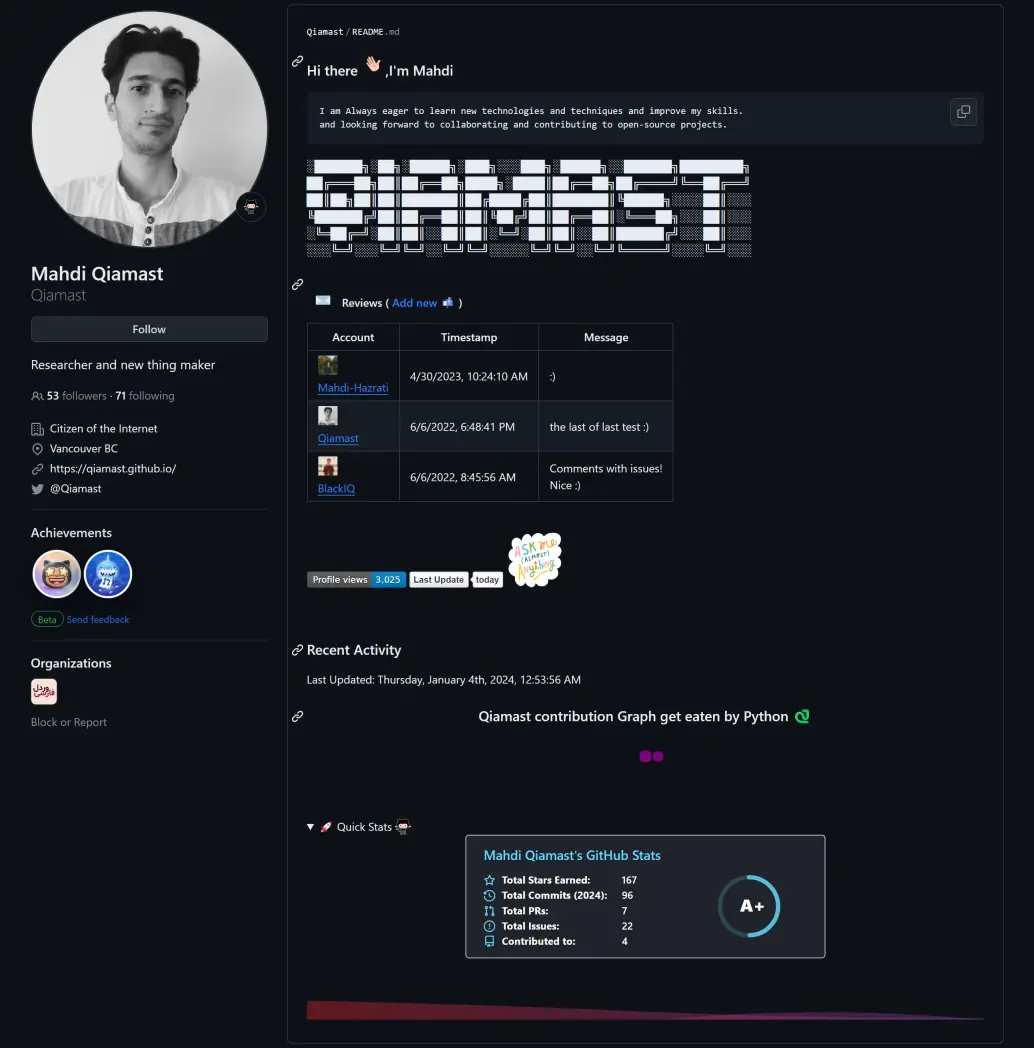 Mahdi Qiamast
Qiamast
Follow
Researcher and new thing maker
53 followers · 71 following
Citizen of the Internet
Vancouver BC
https://qiamast.github.io/
@Qiamast
Achievements
Beta Send feedback
Organizations
وردل
فارسی
Block or Report
Qiamast/README.md
Hi there 👋,I'm Mahdi
I am Always eager to learn new technologies and techniques and improve my skills.
and looking forward to collaborating and contributing to open-source projects.
QIAMAST
Reviews ( Add new 📬 )
Account Timestamp Message
Mahdi-Hazrati 4/30/2023, 10:24:10 AM :)
Qiamast 6/6/2022, 6:48:41 PM the last of last test :)
BlackIQ 6/6/2022, 8:45:56 AM Comments with issues!
Nice :)
ASK me
(ALMOST)
Anything
Profile views 3,025 Last Update today
Recent Activity
Last Updated: Thursday, January 4th, 2024, 12:53:56 AM
Qiamast contribution Graph get eaten by Python
▼ 🚀 Quick Stats
Mahdi Qiamast's GitHub Stats
Total Stars Earned: 167
Total Commits (2024): 96
Total PRs: 7
Total Issues: 22
Contributed to: 4
A+